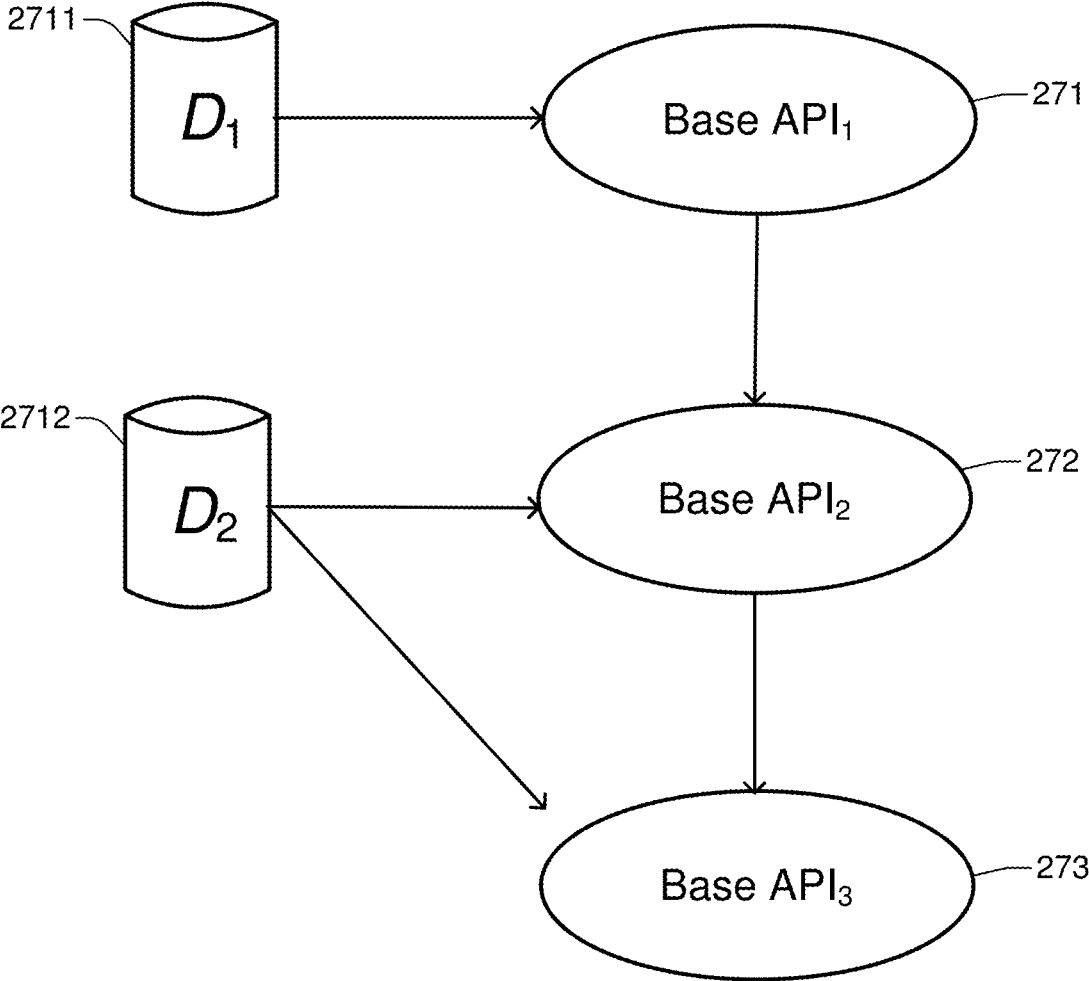 2711
D₁
Base API₁
271
2712
D₂
Base API₂
272
Base API₃
273